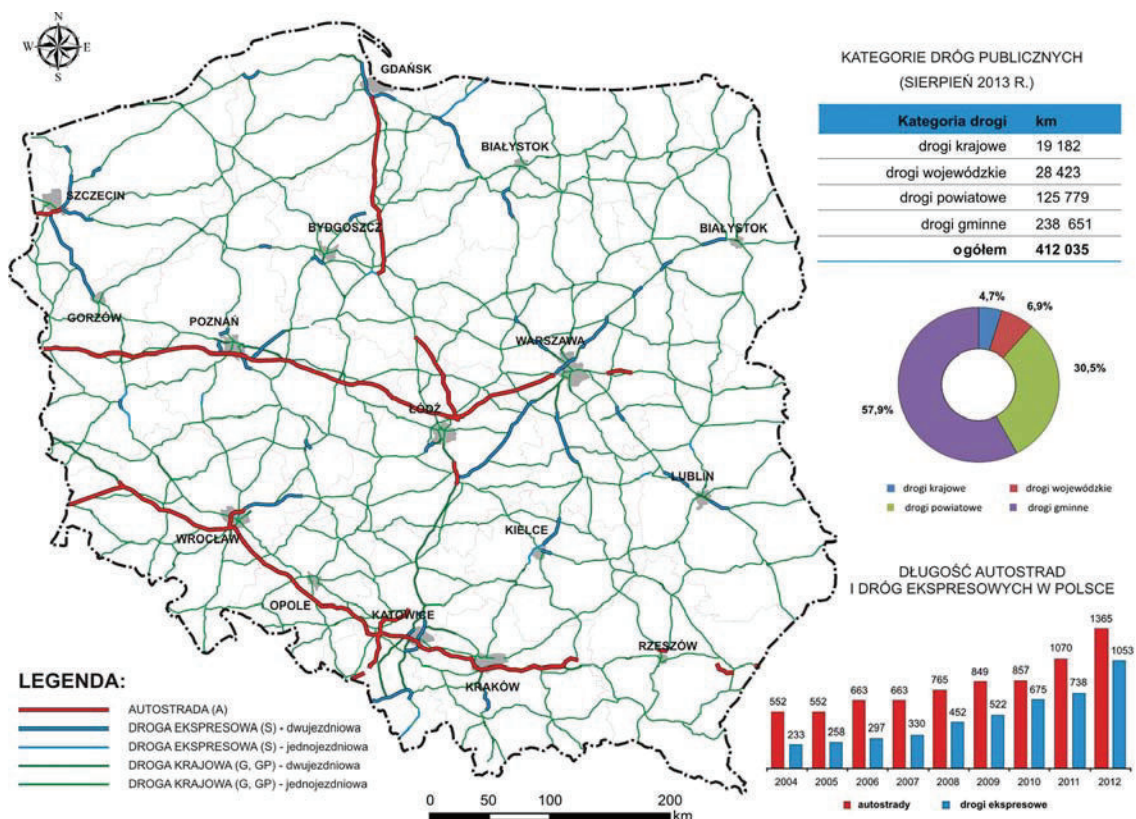 N
W
E
S
GDAŃSK
BIAŁYSTOK
SZCZECIN
BYDGOSZCZ
BIAŁYSTOK
GORZÓW
POZNAŃ
WARSZAWA
ŁÓDŹ
LUBLIN
WROCŁAW
KIELCE
OPOLE
KATOWICE
RZESZÓW
KRAKÓW
LEGENDA:
AUTOSTRADA (A)
DROGA EKSPRESOWA (S) - dwujezdniowa
DROGA EKSPRESOWA (S) - jednojezdniowa
DROGA KRAJOWA (G, GP) - dwujezdniowa
DROGA KRAJOWA (G, GP) - jednojezdniowa
0 50 100 200
km
KATEGORIE DRÓG PUBLICZNYCH
(SIERPIEŃ 2013 R.)
Kategoria drogi km
drogi krajowe 19 182
drogi wojewódzkie 28 423
drogi powiatowe 125 779
drogi gminne 238 651
ogółem 412 035
4,7%
6,9%
30,5%
57,9%
drogi krajowe drogi wojewódzkie
drogi powiatowe drogi gminne
DŁUGOŚĆ AUTOSTRAD
I DRÓG EKSPRESOWYCH W POLSCE
552 233 552 258 663 297 663 330 765 452 849 522 857 675 1070 738 1365 1053
2004 2005 2006 2007 2008 2009 2010 2011 2012
autostrady drogi ekspresowe